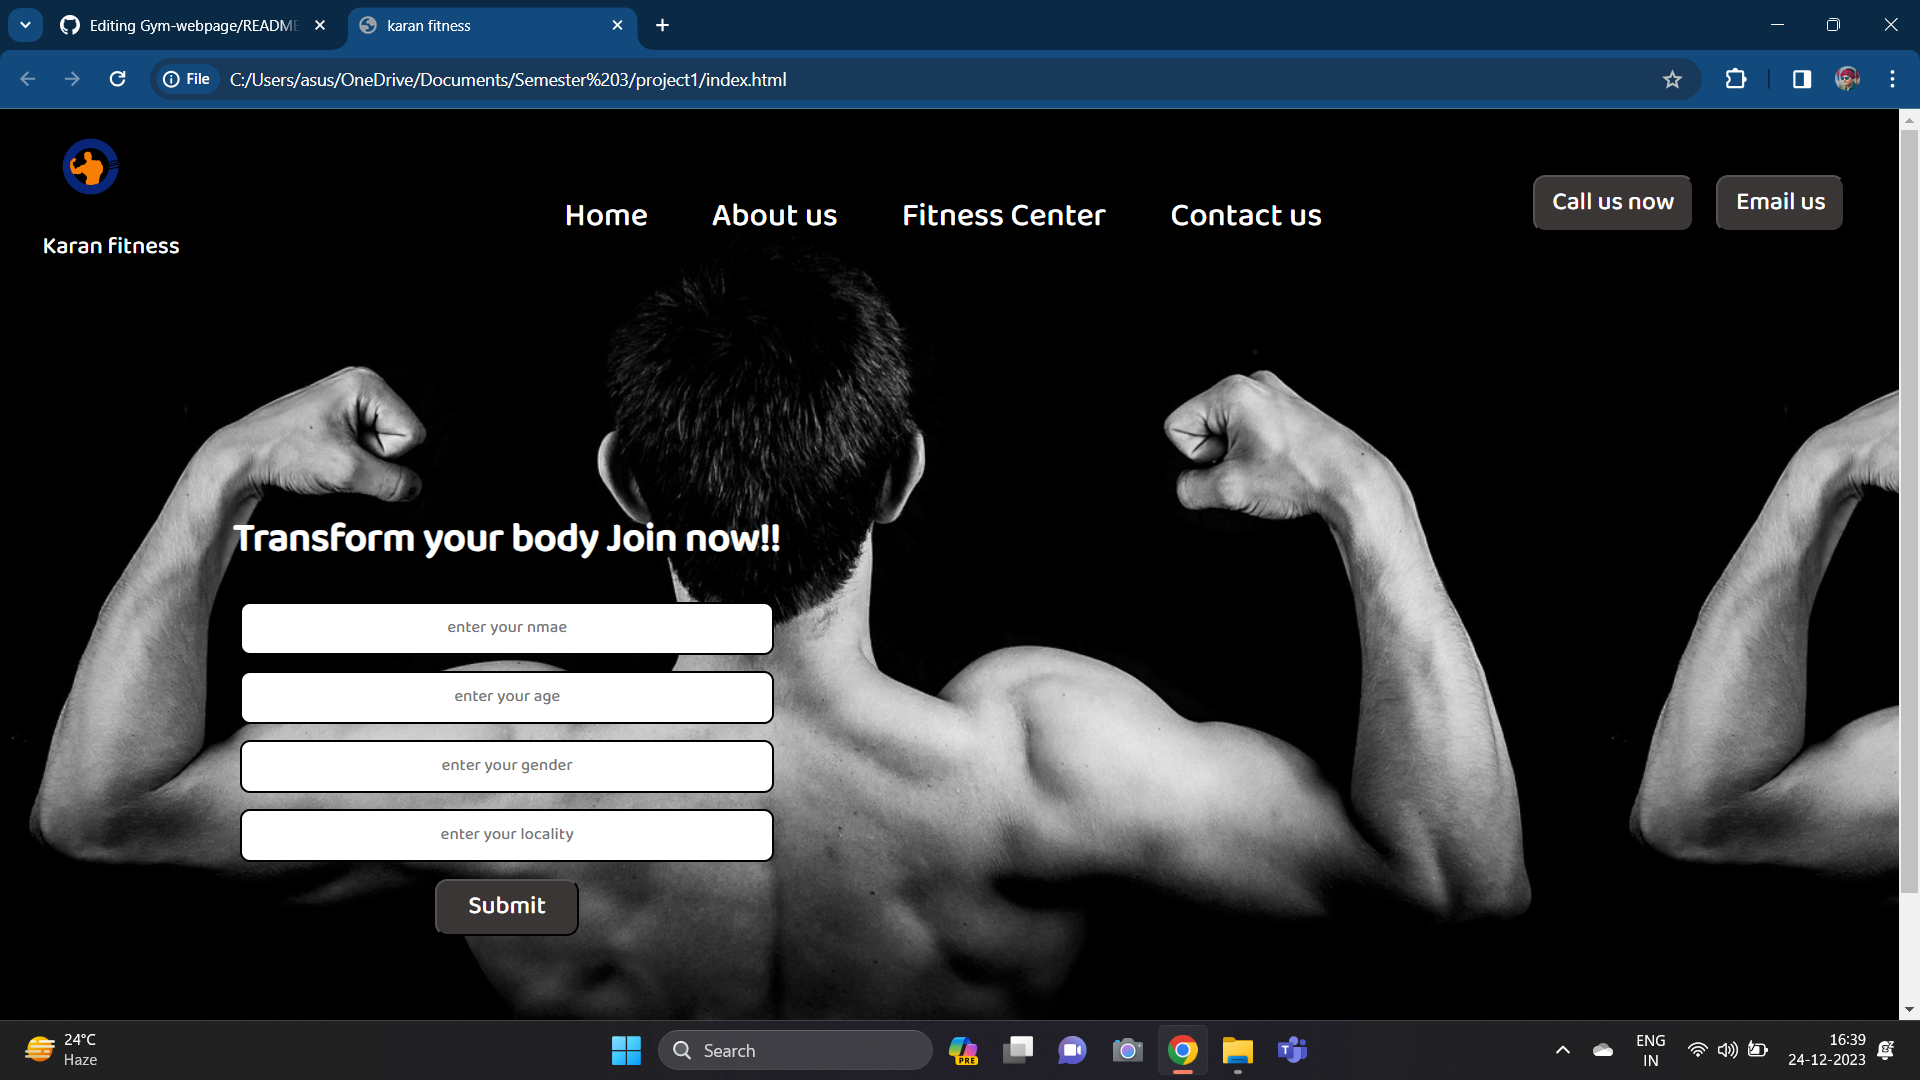 Editing Gym-webpage/README
karan fitness
File
C:/Users/asus/OneDrive/Documents/Semester%203/project1/index.html
Karan fitness
Home
About us
Fitness Center
Contact us
Call us now
Email us
Transform your body Join now!!
enter your nmae
enter your age
enter your gender
enter your locality
Submit
24°C
Haze
Search
PRE
ENG
IN
16:39
24-12-2023